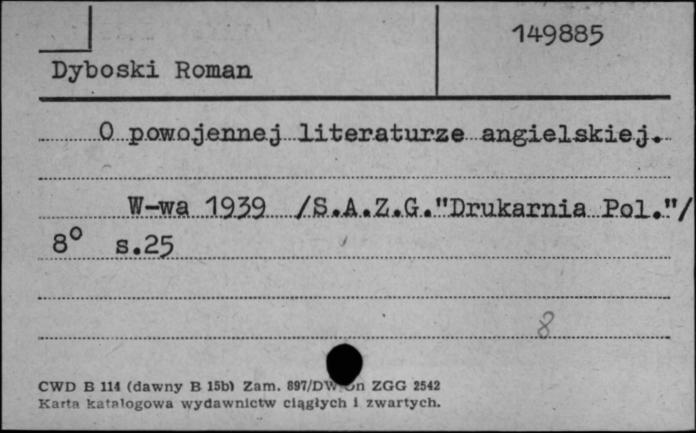 149885
Dyboski Roman
O powojennej literaturze angielskiej.
W-wa 1939 /S.A.Z.G."Drukarnia Pol."/
8° s.25
8
CWD B 114 (dawny B 15b) Zam. 897/DW/Dn ZGG 2542
Karta katalogowa wydawnictw ciągłych i zwartych.